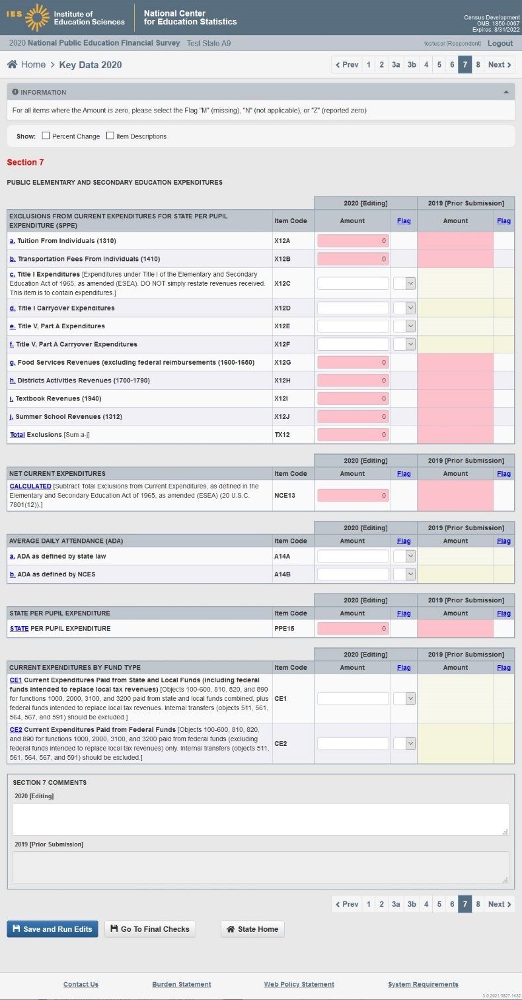 IES Institute of Education Sciences
National Center for Education Statistics
Census Development
OMB: 1850-0067
Expires: 8/31/2022
2020 National Public Education Financial Survey Test State A9
testuser [Respondent] Logout
Home > Key Data 2020
Prev 1 2 3a 3b 4 5 6 7 8 Next
INFORMATION
For all items where the Amount is zero, please select the Flag "M" (missing), "N" (not applicable), or "Z" (reported zero)
Show: Percent Change Item Descriptions
Section 7
PUBLIC ELEMENTARY AND SECONDARY EDUCATION EXPENDITURES
2020 [Editing] 2019 [Prior Submission]
EXCLUSIONS FROM CURRENT EXPENDITURES FOR STATE PER PUPIL
EXPENDITURE (SPPE)
Item Code Amount Flag Amount Flag
a. Tuition From Individuals (1310) X12A 0
b. Transportation Fees From Individuals (1410) X12B 0
c. Title I Expenditures [Expenditures under Title I of the Elementary and Secondary
Education Act of 1965, as amended (ESEA). DO NOT simply restate revenues received.
This item is to contain expenditures.]
X12C
d. Title I Carryover Expenditures X12D
e. Title V, Part A Expenditures X12E
f. Title V, Part A Carryover Expenditures X12F
g. Food Services Revenues (excluding federal reimbursements (1600-1650) X12G 0
h. Districts Activities Revenues (1700-1790) X12H 0
i. Textbook Revenues (1940) X12I 0
j. Summer School Revenues (1312) X12J 0
Total Exclusions [Sum a-j] TX12 0
2020 [Editing] 2019 [Prior Submission]
NET CURRENT EXPENDITURES Item Code Amount Flag Amount Flag
CALCULATED [Subtract Total Exclusions from Current Expenditures, as defined in the
Elementary and Secondary Education Act of 1965, as amended (ESEA) (20 U.S.C.
7801(12)).]
NCE13 0
2020 [Editing] 2019 [Prior Submission]
AVERAGE DAILY ATTENDANCE (ADA) Item Code Amount Flag Amount Flag
a. ADA as defined by state law A14A
b. ADA as defined by NCES A14B
2020 [Editing] 2019 [Prior Submission]
STATE PER PUPIL EXPENDITURE Item Code Amount Flag Amount Flag
STATE PER PUPIL EXPENDITURE PPE15 0
2020 [Editing] 2019 [Prior Submission]
CURRENT EXPENDITURES BY FUND TYPE Item Code Amount Flag Amount Flag
CE1 Current Expenditures Paid from State and Local Funds (including federal
funds intended to replace local tax revenues) [Objects 100-600, 810, 820, and 890
for functions 1000, 2000, 3100, and 3200 paid from state and local funds combined, plus
federal funds intended to replace local tax revenues. Internal transfers (objects 511, 561,
564, 567, and 591) should be excluded.]
CE1
CE2 Current Expenditures Paid from Federal Funds [Objects 100-600, 810, 820,
and 890 for functions 1000, 2000, 3100, and 3200 paid from federal funds (excluding
federal funds intended to replace local tax revenues) only. Internal transfers (objects 511,
561, 564, 567, and 591) should be excluded.]
CE2
SECTION 7 COMMENTS
2020 [Editing]
2019 [Prior Submission]
Prev 1 2 3a 3b 4 5 6 7 8 Next
Save and Run Edits Go To Final Checks State Home
Contact Us Burden Statement Web Policy Statement System Requirements
5.0.2021.0827.1432